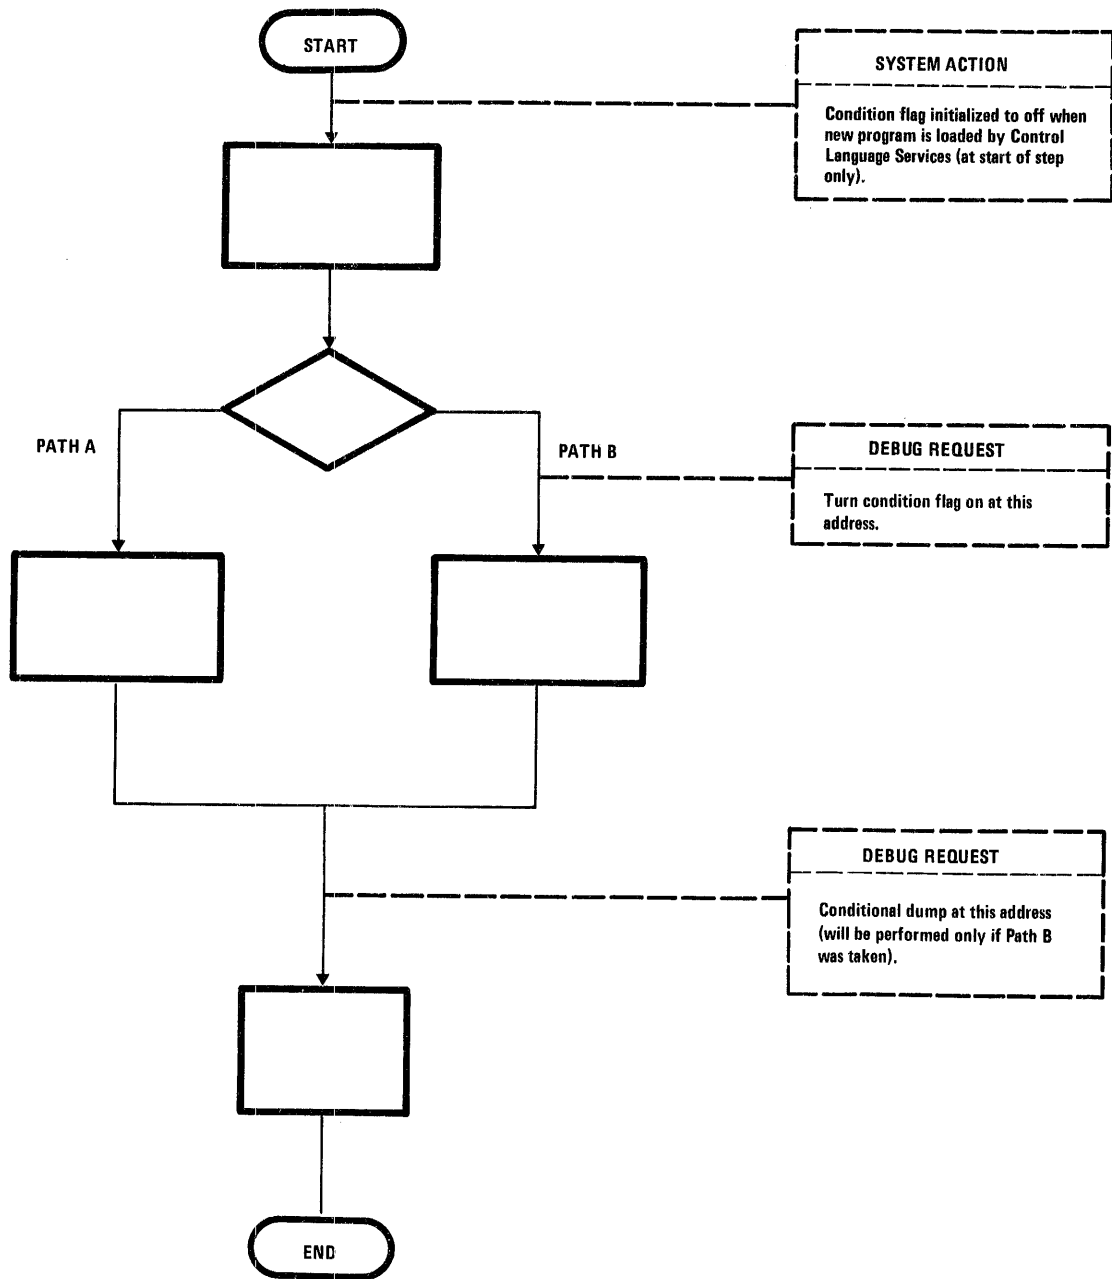 START
SYSTEM ACTION
Condition flag initialized to off when
new program is loaded by Control
Language Services (at start of step
only).
PATH A
PATH B
DEBUG REQUEST
Turn condition flag on at this
address.
DEBUG REQUEST
Conditional dump at this address
(will be performed only if Path B
was taken).
END